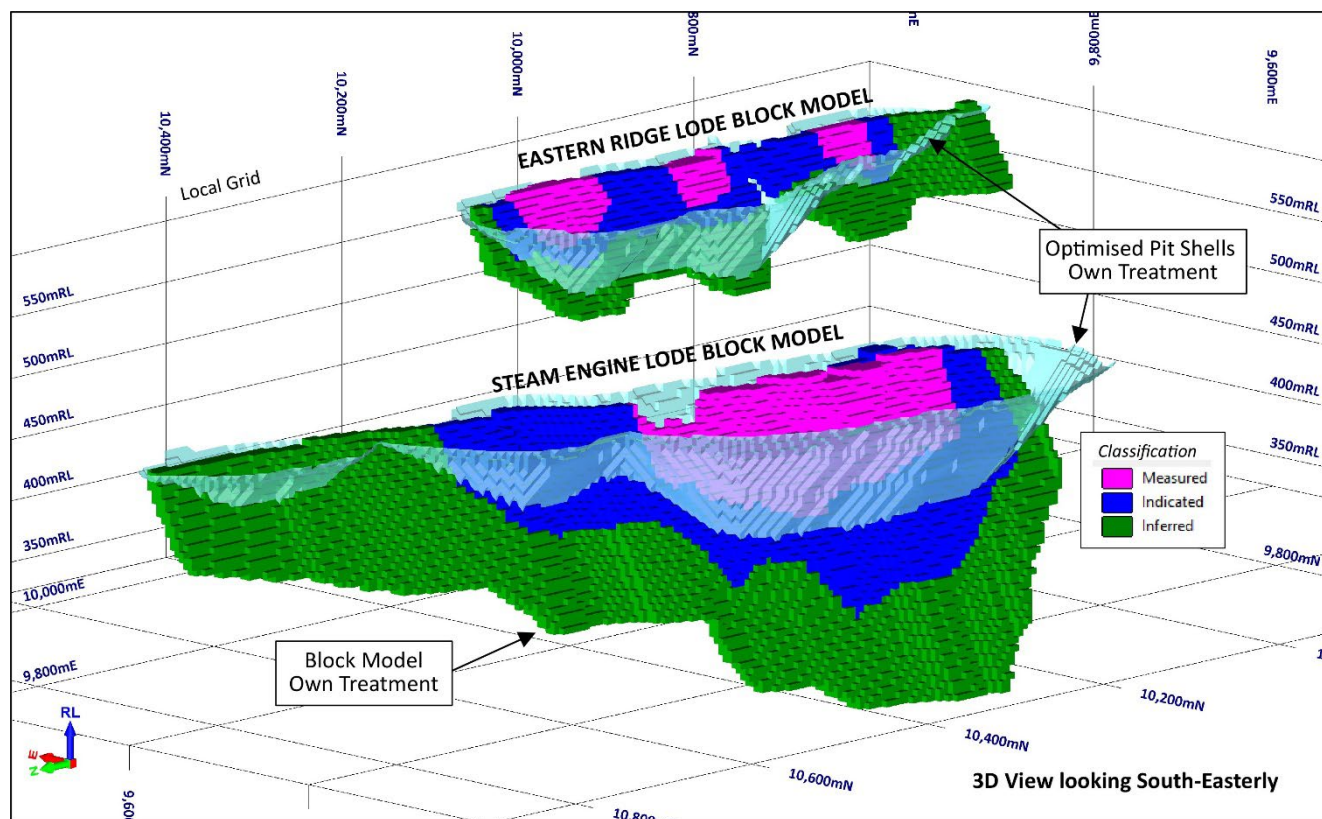 10,400mN
10,200mN
10,000mN
800mN
mE
9,800mE
9,600mE
Local Grid
EASTERN RIDGE LODE BLOCK MODEL
550mRL
500mRL
450mRL
400mRL
350mRL
10,000mE
9,800mE
550mRL
500mRL
450mRL
400mRL
350mRL
Optimised Pit Shells
Own Treatment
STEAM ENGINE LODE BLOCK MODEL
Classification
Measured
Indicated
Inferred
9,800mN
10,200mN
10,400mN
10,600mN
Block Model
Own Treatment
RL
E
N
3D View looking South-Easterly